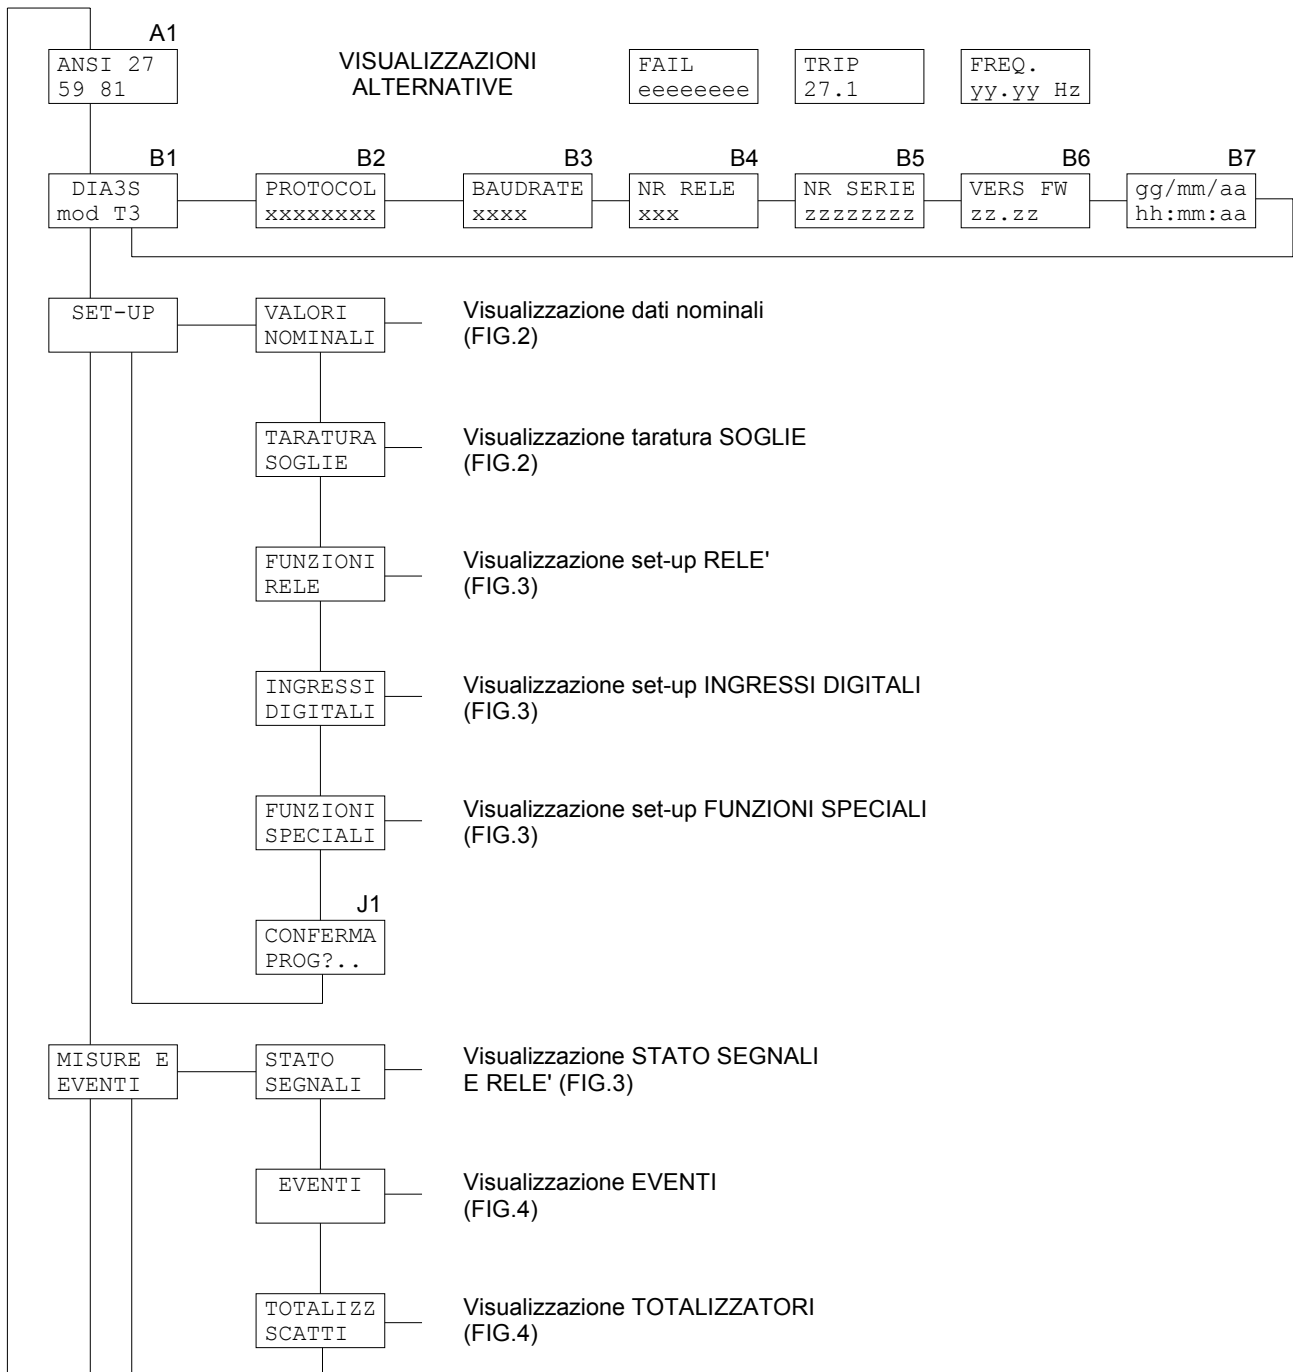 A1
ANSI 27
59 81
VISUALIZZAZIONI
ALTERNATIVE
FAIL
eeeeeeee
TRIP
27.1
FREQ.
yy.yy Hz
B1
DIA3S
mod T3
B2
PROTOCOL
xxxxxxxx
B3
BAUDRATE
xxxx
B4
NR RELE
xxx
B5
NR SERIE
zzzzzzzz
B6
VERS FW
zz.zz
B7
gg/mm/aa
hh:mm:aa
SET-UP
VALORI
NOMINALI
Visualizzazione dati nominali
(FIG.2)
TARATURA
SOGLIE
Visualizzazione taratura SOGLIE
(FIG.2)
FUNZIONI
RELE
Visualizzazione set-up RELE'
(FIG.3)
INGRESSI
DIGITALI
Visualizzazione set-up INGRESSI DIGITALI
(FIG.3)
FUNZIONI
SPECIALI
Visualizzazione set-up FUNZIONI SPECIALI
(FIG.3)
J1
CONFERMA
PROG?..
MISURE E
EVENTI
STATO
SEGNALI
Visualizzazione STATO SEGNALI
E RELE' (FIG.3)
EVENTI
Visualizzazione EVENTI
(FIG.4)
TOTALIZZ
SCATTI
Visualizzazione TOTALIZZATORI
(FIG.4)